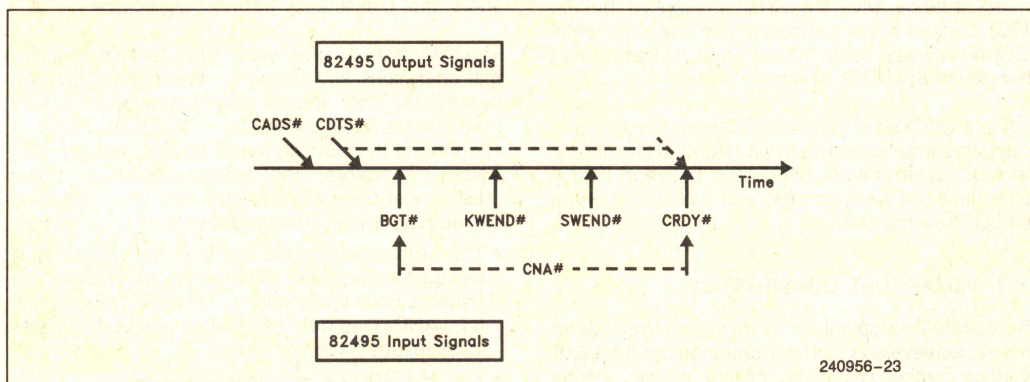 82495 Output Signals
CADS# CDTS#
Time
BGT# KWEND# SWEND# CRDY#
CNA#
82495 Input Signals
240956-23